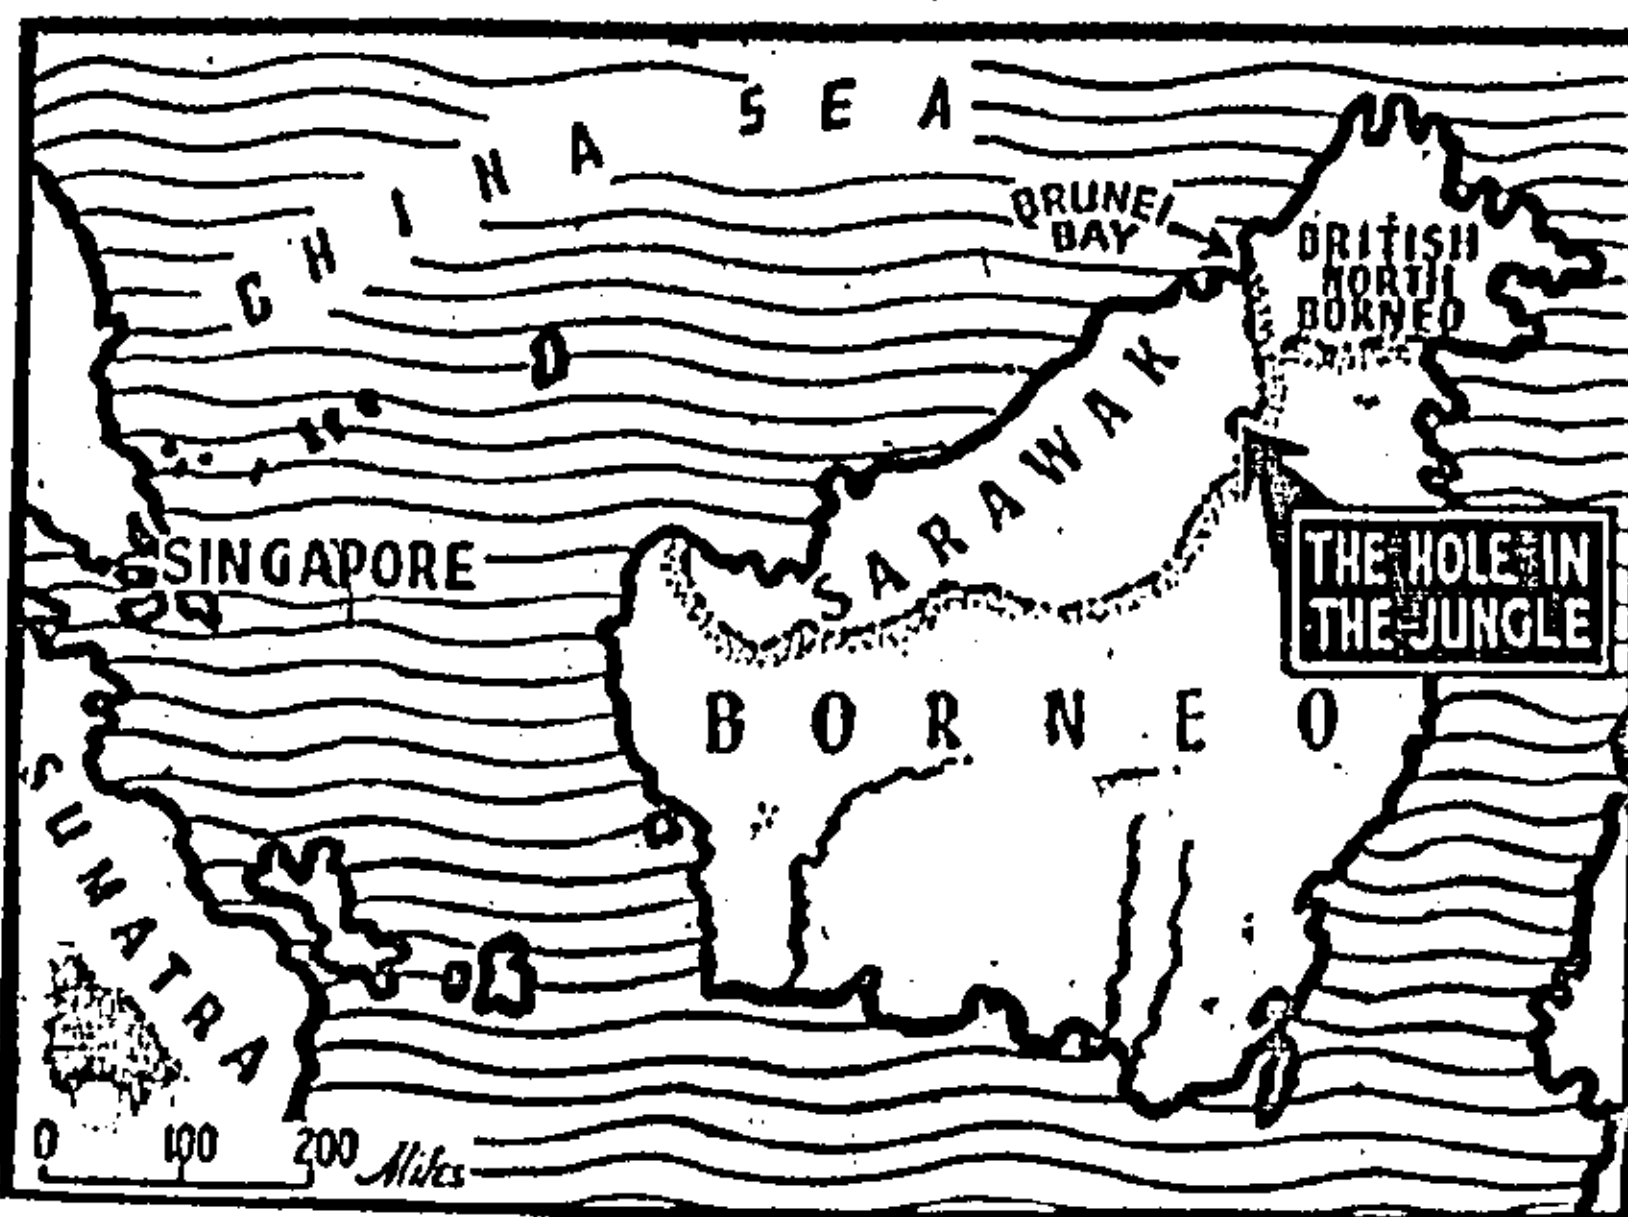 CHINA SEA
BRUNEI
BAY
BRITISH
NORTH
BORNEO
SARAWAK
SINGAPORE
THE HOLE IN
THE JUNGLE
BORNEO
SUMATRA
0 100 200 Miles